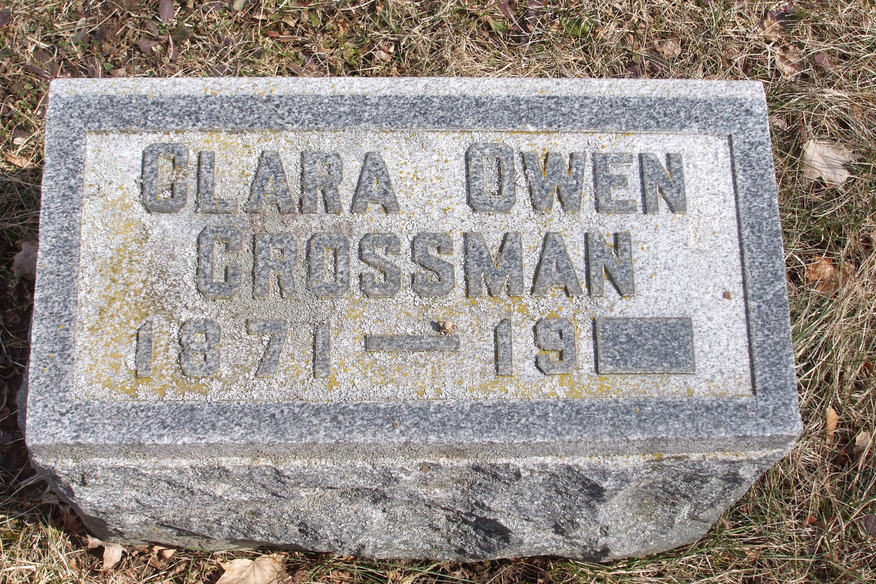 CLARA OWEN
CROSSMAN
1871 — 19